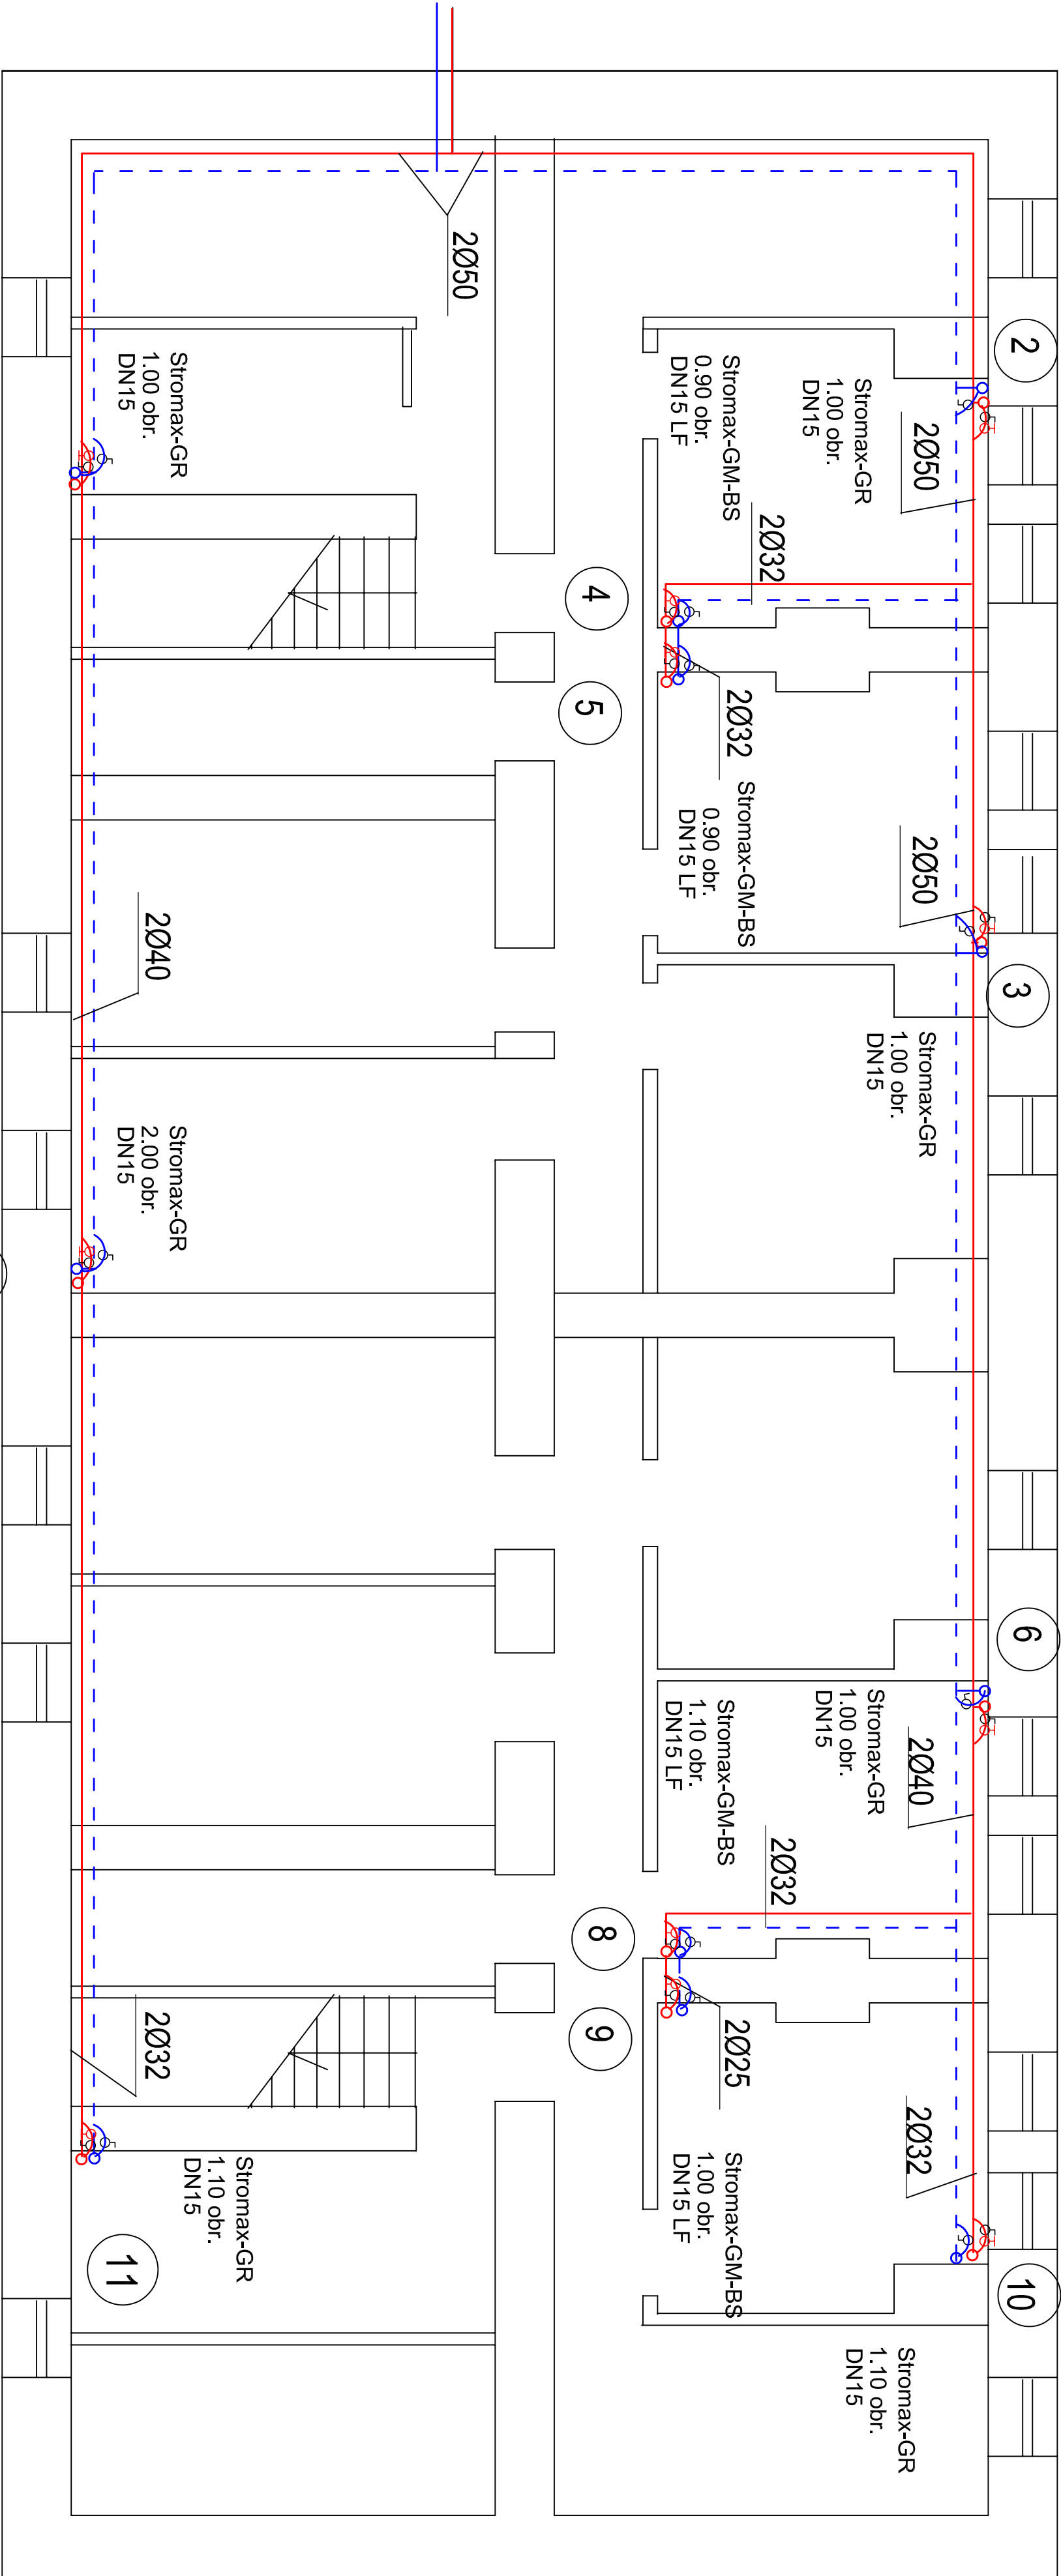 2
2Ø50
Stromax-GR
1.00 obr.
DN15
Stromax-GM-BS
0.90 obr.
DN15 LF
2Ø50
Stromax-GR
1.00 obr.
DN15
2Ø32
4
5
2Ø32
Stromax-GM-BS
0.90 obr.
DN15 LF
2Ø50
3
Stromax-GR
1.00 obr.
DN15
2Ø40
Stromax-GR
2.00 obr.
DN15
6
Stromax-GR
1.00 obr.
DN15
2Ø40
Stromax-GM-BS
1.10 obr.
DN15 LF
2Ø32
8
9
2Ø25
2Ø32
2Ø32
Stromax-GM-BS
1.00 obr.
DN15 LF
10
Stromax-GR
1.10 obr.
DN15
11
Stromax-GR
1.10 obr.
DN15